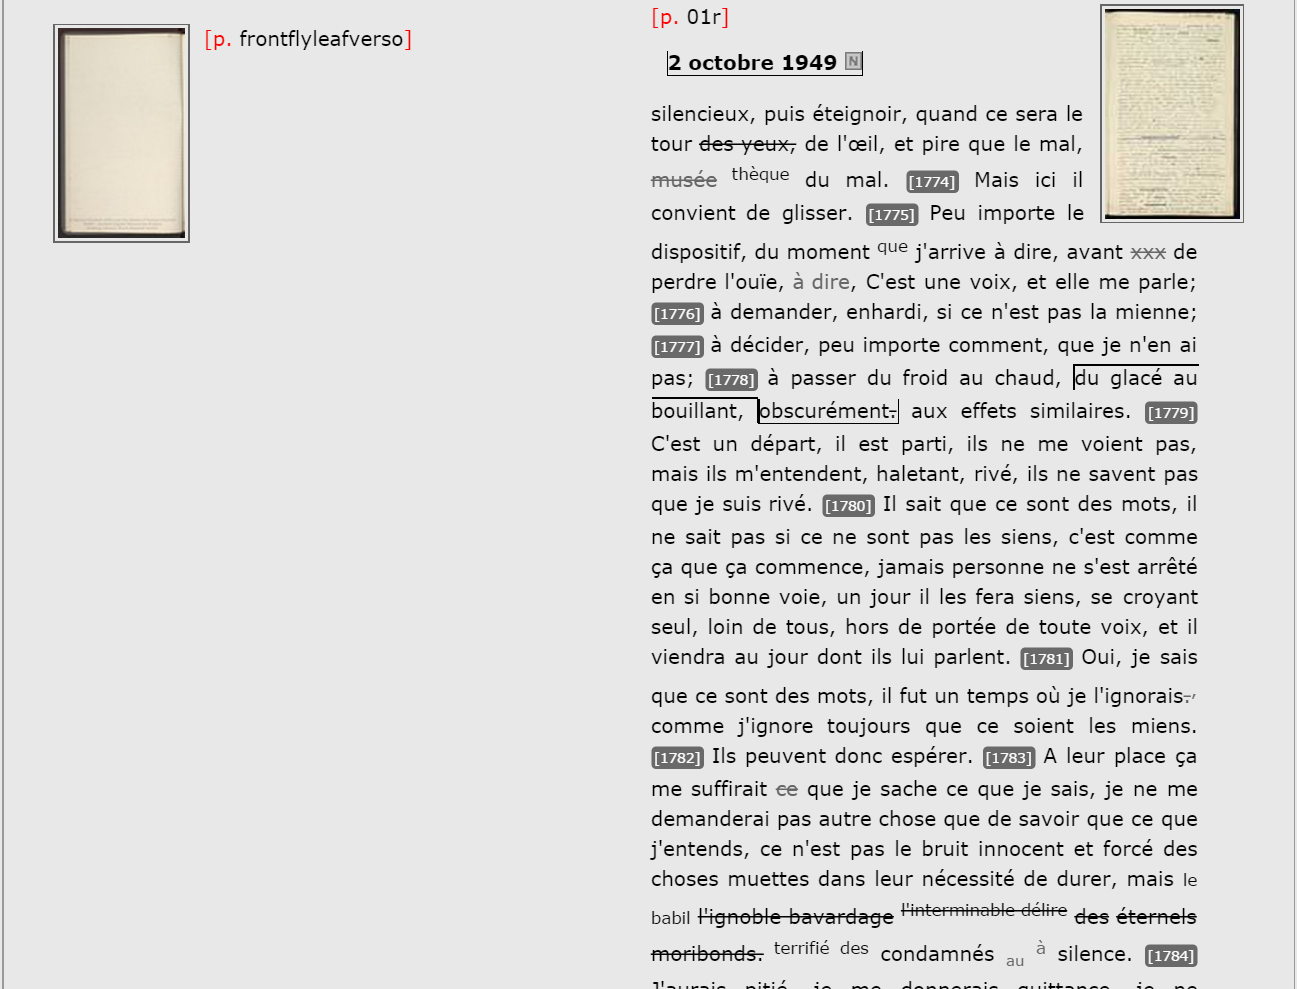 [p. frontflyleafverso]
[p. 01r]
2 octobre 1949 N
silencieux, puis éteignoir, quand ce sera le
tour des yeux, de l'œil, et pire que le mal,
musée thèque du mal. [1774] Mais ici il
convient de glisser. [1775] Peu importe le
dispositif, du moment que j'arrive à dire, avant xxx de
perdre l'ouïe, à dire, C'est une voix, et elle me parle;
[1776] à demander, enhardi, si ce n'est pas la mienne;
[1777] à décider, peu importe comment, que je n'en ai
pas; [1778] à passer du froid au chaud, du glacé au
bouillant, obscurément. aux effets similaires. [1779]
C'est un départ, il est parti, ils ne me voient pas,
mais ils m'entendent, haletant, rivé, ils ne savent pas
que je suis rivé. [1780] Il sait que ce sont des mots, il
ne sait pas si ce ne sont pas les siens, c'est comme
ça que ça commence, jamais personne ne s'est arrêté
en si bonne voie, un jour il les fera siens, se croyant
seul, loin de tous, hors de portée de toute voix, et il
viendra au jour dont ils lui parlent. [1781] Oui, je sais
que ce sont des mots, il fut un temps où je l'ignorais.,
comme j'ignore toujours que ce soient les miens.
[1782] Ils peuvent donc espérer. [1783] A leur place ça
me suffirait ce que je sache ce que je sais, je ne me
demanderai pas autre chose que de savoir que ce que
j'entends, ce n'est pas le bruit innocent et forcé des
choses muettes dans leur nécessité de durer, mais le
babil l'ignoble bavardage l'interminable délire des éternels
moribonds. terrifié des condamnés au à silence. [1784]
J'aurais pitié, je me donnerais quittance, je ne